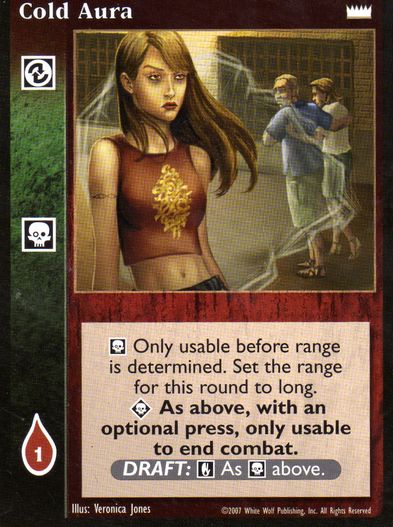 Cold Aura
Only usable before range
is determined. Set the range
for this round to long.
As above, with an
optional press, only usable
to end combat.
DRAFT: As above.
1
Illus: Veronica Jones
©2007 White Wolf Publishing, Inc. All Rights Reserved